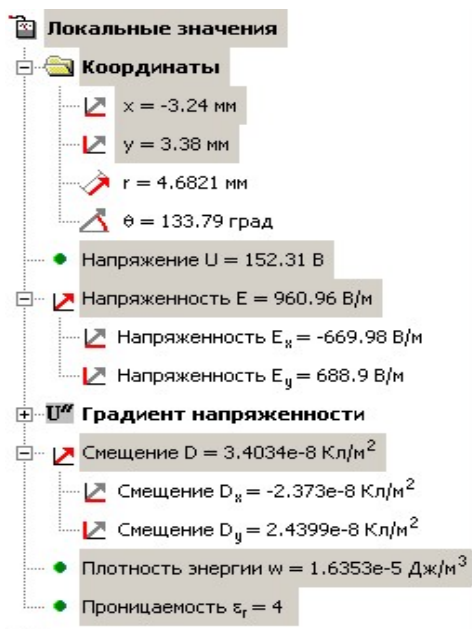 Локальные значения
Координаты
x = -3.24 мм
y = 3.38 мм
r = 4.6821 мм
θ = 133.79 град
Напряжение U = 152.31 В
Напряженность E = 960.96 В/м
Напряженность Eₓ = -669.98 В/м
Напряженность E_y = 688.9 В/м
U″ Градиент напряженности
Смещение D = 3.4034e-8 Кл/м²
Смещение Dₓ = -2.373e-8 Кл/м²
Смещение D_y = 2.4399e-8 Кл/м²
Плотность энергии w = 1.6353e-5 Дж/м³
Проницаемость εᵣ = 4